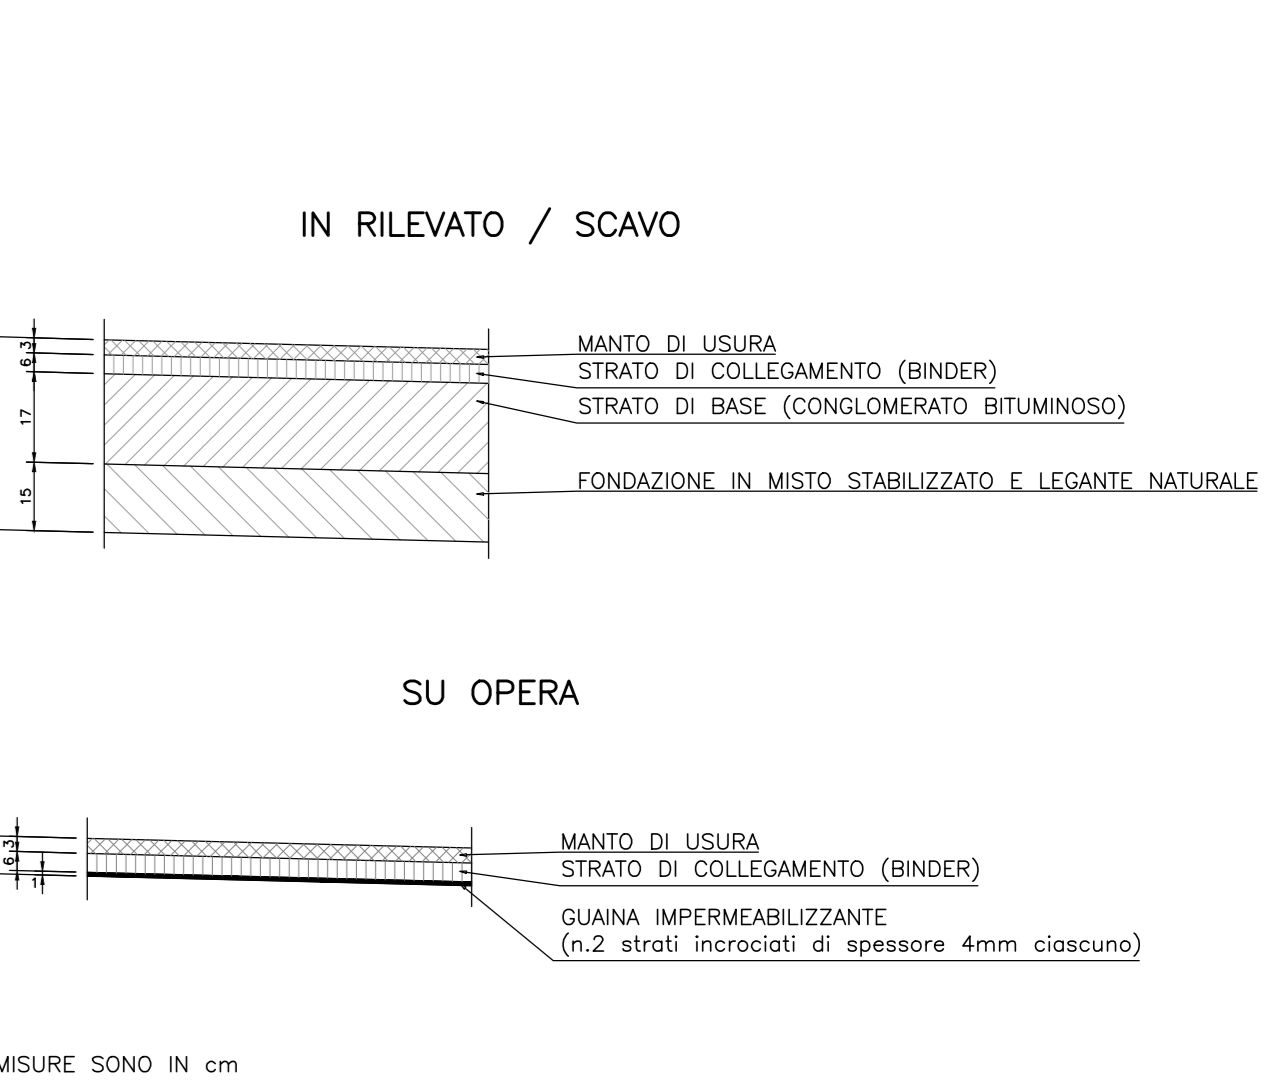 IN RILEVATO / SCAVO
3
6
17
15
MANTO DI USURA
STRATO DI COLLEGAMENTO (BINDER)
STRATO DI BASE (CONGLOMERATO BITUMINOSO)
FONDAZIONE IN MISTO STABILIZZATO E LEGANTE NATURALE
SU OPERA
3
6
1
MANTO DI USURA
STRATO DI COLLEGAMENTO (BINDER)
GUAINA IMPERMEABILIZZANTE
(n.2 strati incrociati di spessore 4mm ciascuno)
MISURE SONO IN cm